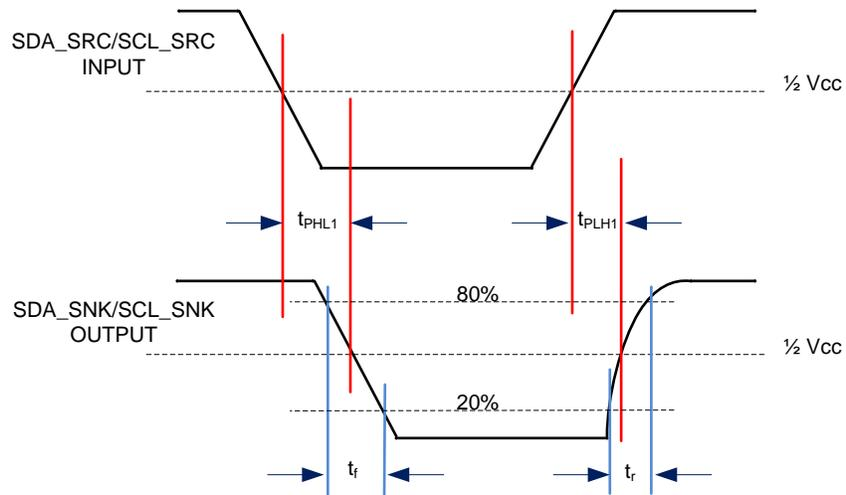 SDA_SRC/SCL_SRC
INPUT
½ Vcc
tPHL1
tPLH1
80%
SDA_SNK/SCL_SNK
OUTPUT
½ Vcc
20%
tf
tr